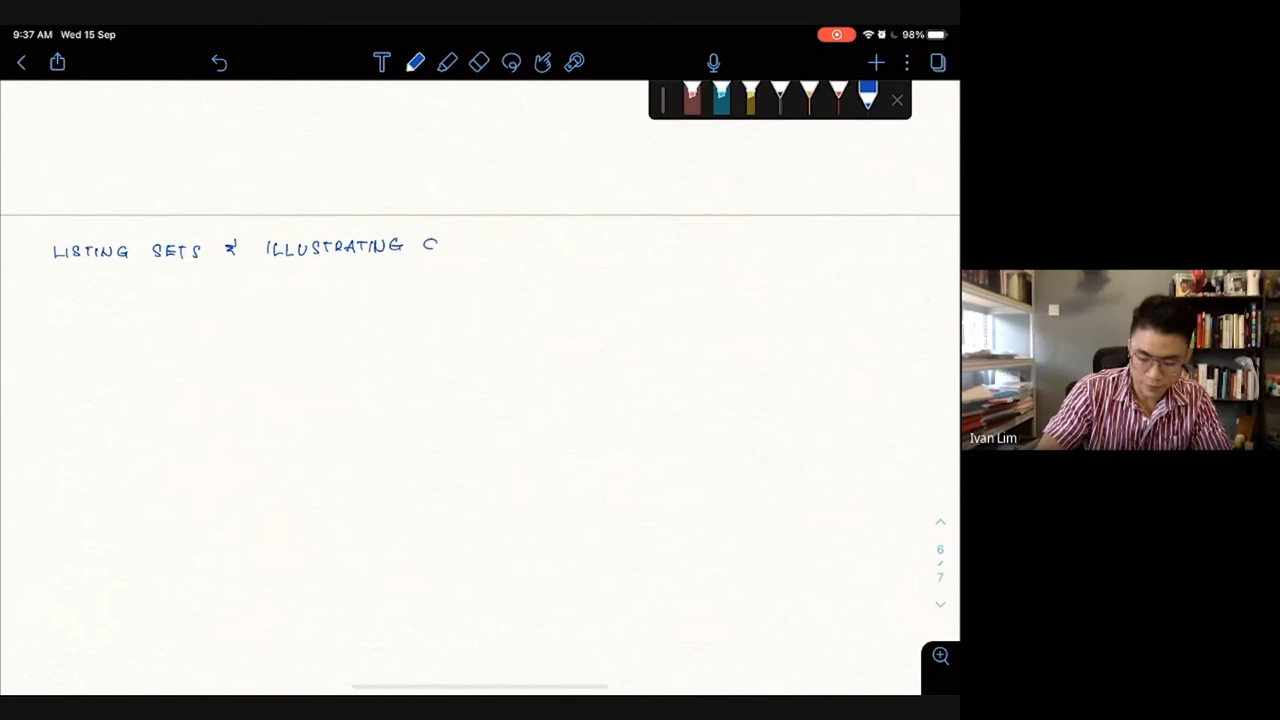 9:37 AM Wed 15 Sep
98%
T
LISTING SETS & ILLUSTRATING C
Ivan Lim
6
/
7